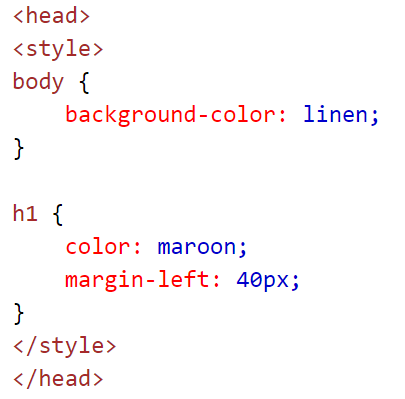 <head>
<style>
body {
    background-color: linen;
}

h1 {
    color: maroon;
    margin-left: 40px;
}
</style>
</head>